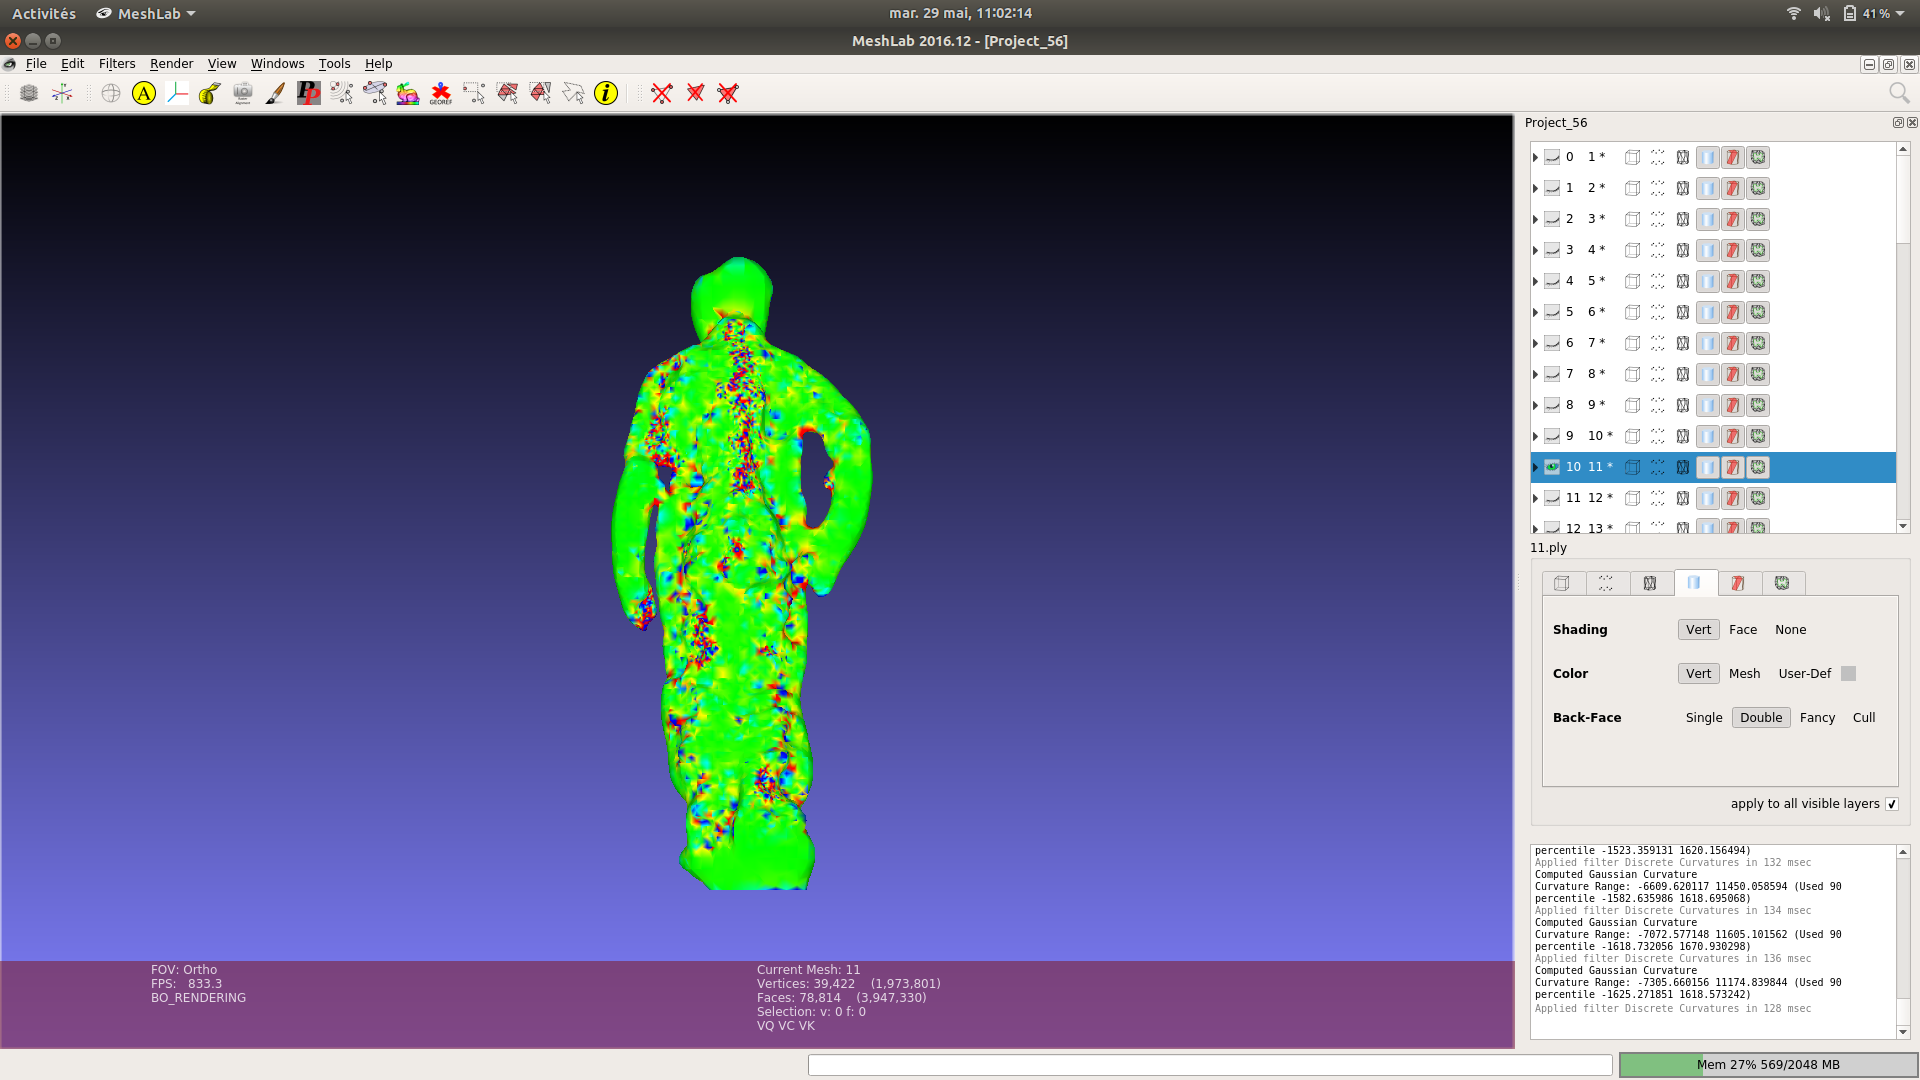 Activités MeshLab mar. 29 mai, 11:02:14 41 %
MeshLab 2016.12 - [Project_56]
File Edit Filters Render View Windows Tools Help
A PP GEOREF i
Project_56
0 1 *
1 2 *
2 3 *
3 4 *
4 5 *
5 6 *
6 7 *
7 8 *
8 9 *
9 10 *
10 11 *
11 12 *
12 13 *
11.ply
Shading Vert Face None
Color Vert Mesh User-Def
Back-Face Single Double Fancy Cull
apply to all visible layers
percentile -1523.359131 1620.156494)
Applied filter Discrete Curvatures in 132 msec
Computed Gaussian Curvature
Curvature Range: -6609.620117 11450.058594 (Used 90
percentile -1582.635986 1618.695068)
Applied filter Discrete Curvatures in 134 msec
Computed Gaussian Curvature
Curvature Range: -7072.577148 11605.101562 (Used 90
percentile -1618.732056 1670.930298)
Applied filter Discrete Curvatures in 136 msec
Computed Gaussian Curvature
Curvature Range: -7305.660156 11174.839844 (Used 90
percentile -1625.271851 1618.573242)
Applied filter Discrete Curvatures in 128 msec
FOV: Ortho
FPS: 833.3
BO_RENDERING
Current Mesh: 11
Vertices: 39,422 (1,973,801)
Faces: 78,814 (3,947,330)
Selection: v: 0 f: 0
VQ VC VK
Mem 27% 569/2048 MB